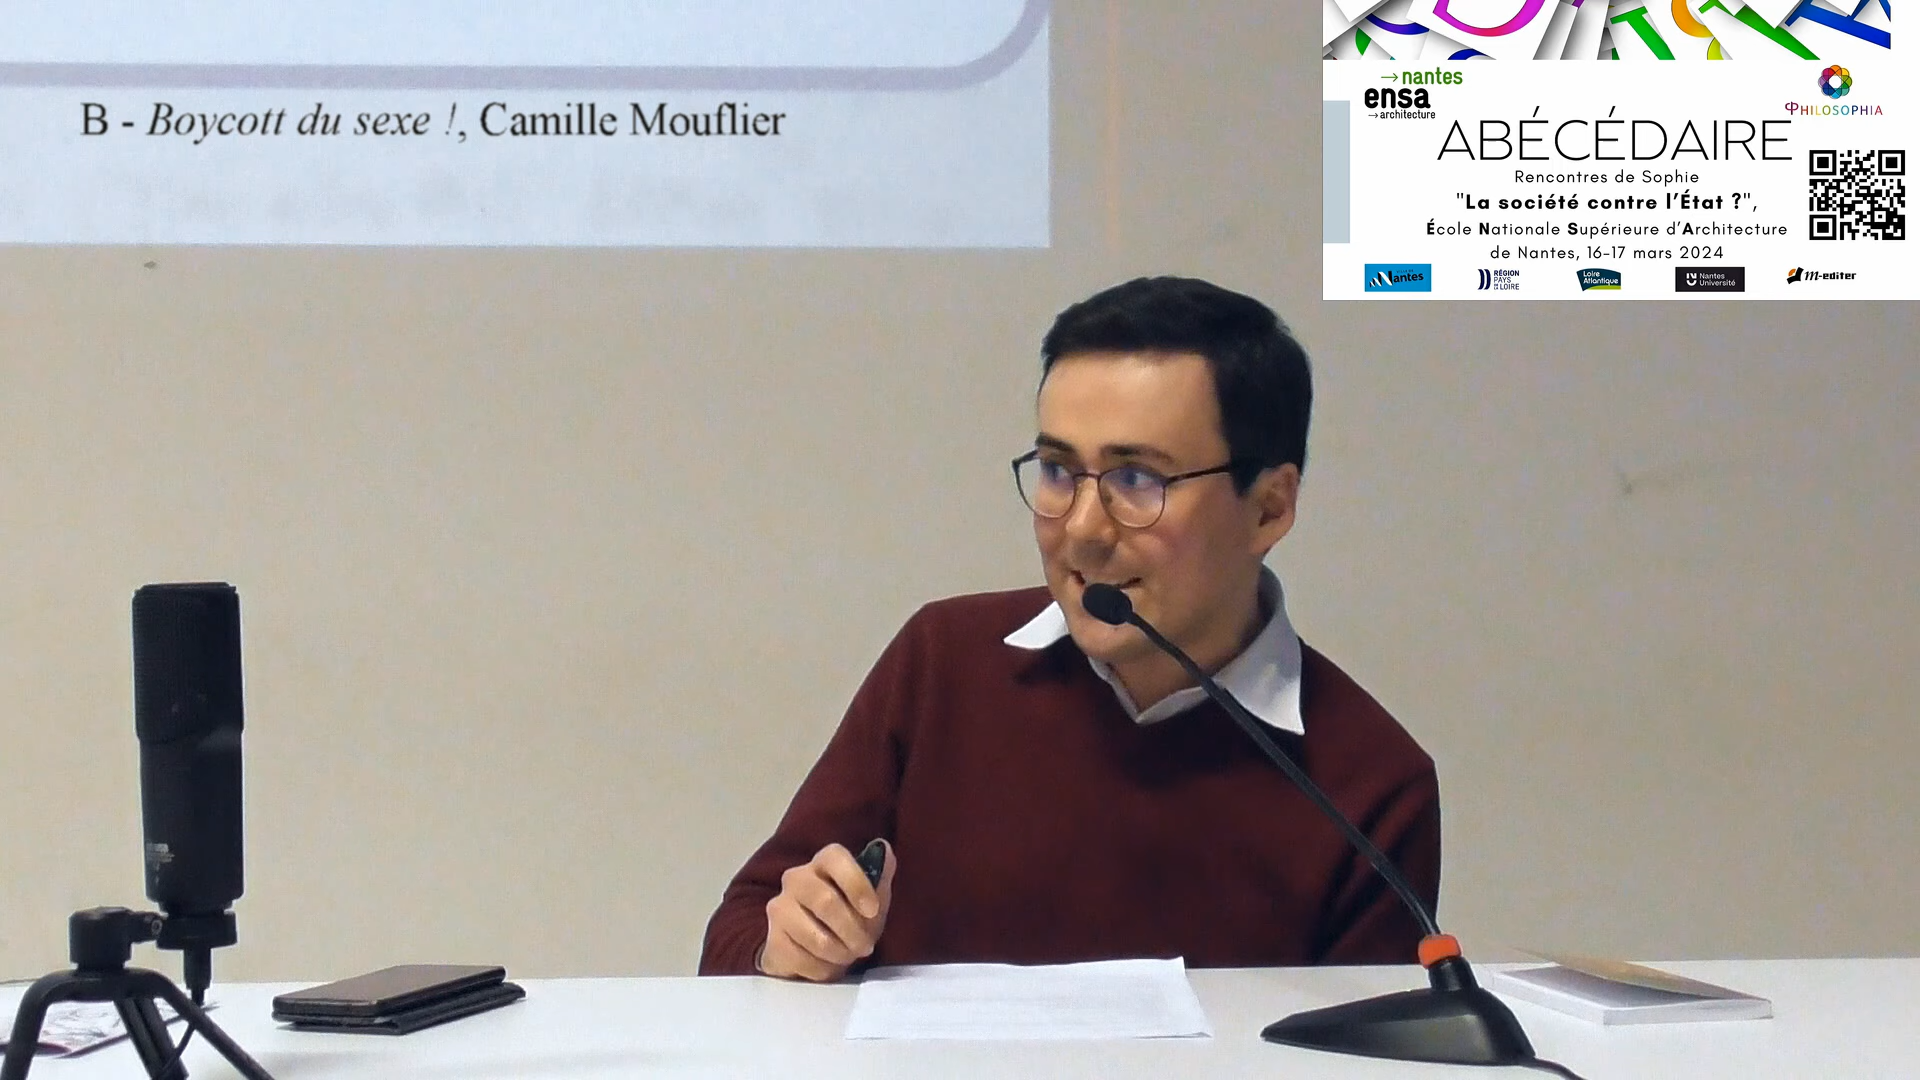 B - Boycott du sexe !, Camille Mouflier
→nantes
ensa
→architecture
PHILOSOPHIA
ABÉCÉDAIRE
Rencontres de Sophie
"La société contre l'État ?",
École Nationale Supérieure d'Architecture
de Nantes, 16-17 mars 2024
Nantes
RÉGION
PAYS
DE LA
LOIRE
Loire
Atlantique
Nantes
Université
m-editer